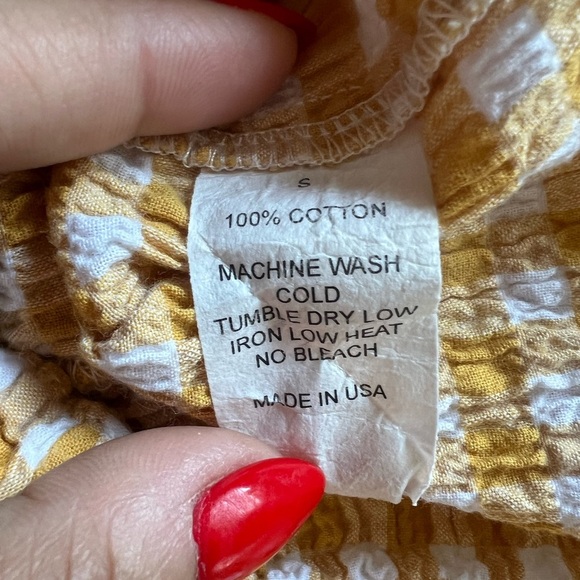 S
100% COTTON
MACHINE WASH
COLD
TUMBLE DRY LOW
IRON LOW HEAT
NO BLEACH
MADE IN USA